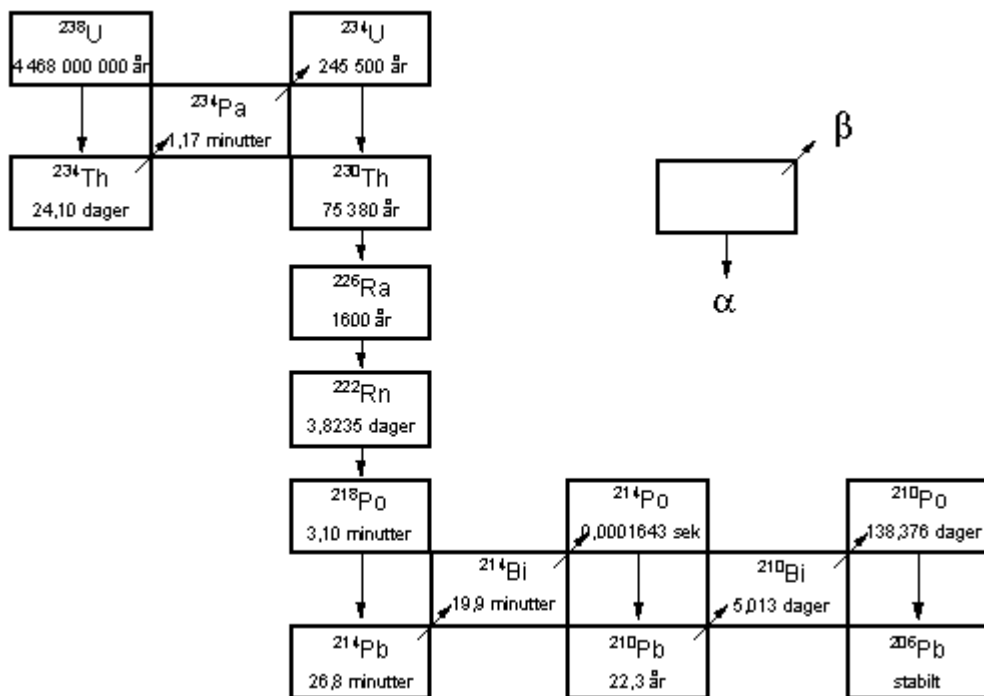 ²³⁸U
4 468 000 000 år
²³⁴U
245 500 år
²³⁴Pa
1,17 minutter
²³⁴Th
24,10 dager
²³⁰Th
75 380 år
β
α
²²⁶Ra
1600 år
²²²Rn
3,8235 dager
²¹⁸Po
3,10 minutter
²¹⁴Po
0,0001643 sek
²¹⁰Po
138,376 dager
²¹⁴Bi
19,9 minutter
²¹⁰Bi
5,013 dager
²¹⁴Pb
26,8 minutter
²¹⁰Pb
22,3 år
²⁰⁶Pb
stabilt